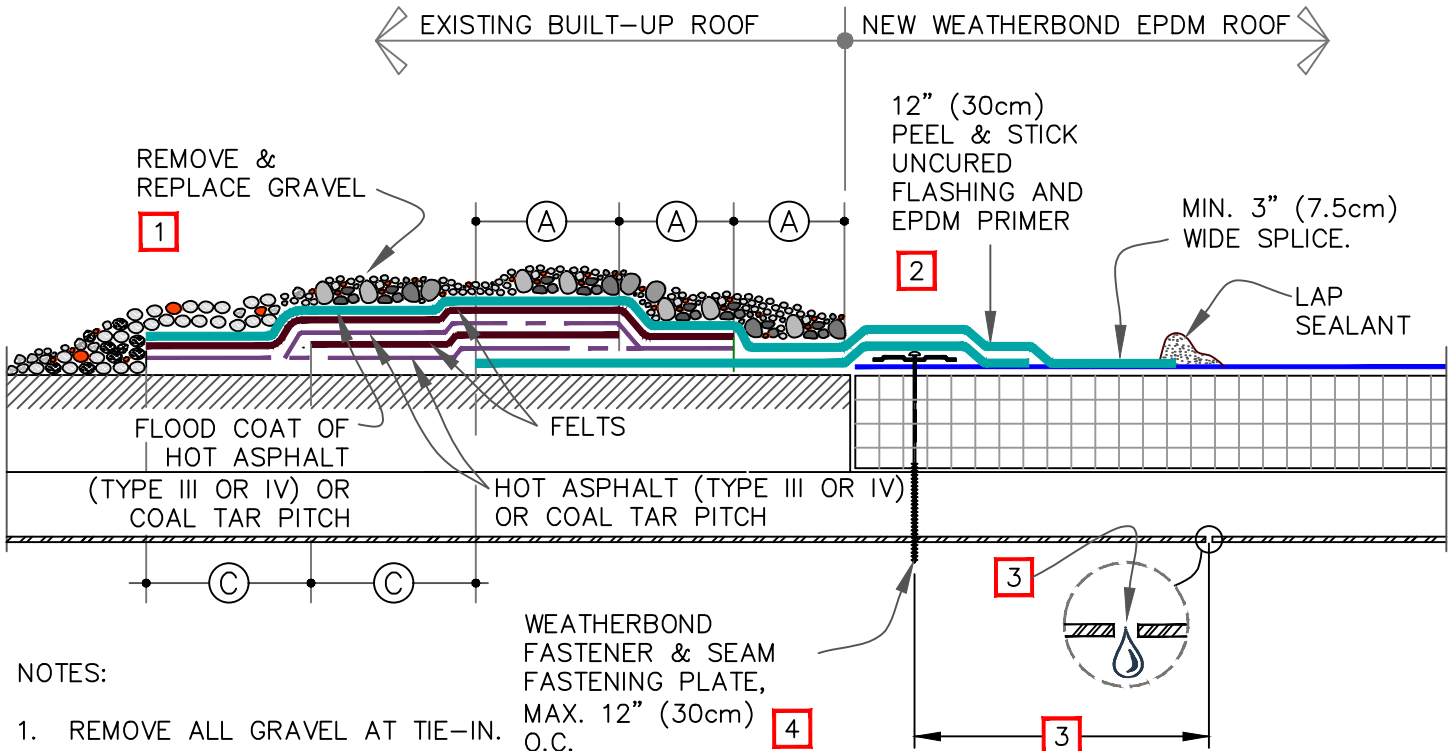 EXISTING BUILT-UP ROOF
NEW WEATHERBOND EPDM ROOF
12" (30cm)
PEEL & STICK
UNCURED
FLASHING AND
EPDM PRIMER
2
REMOVE &
REPLACE GRAVEL
1
A
A
A
MIN. 3" (7.5cm)
WIDE SPLICE.
LAP
SEALANT
FLOOD COAT OF
HOT ASPHALT
(TYPE III OR IV) OR
COAL TAR PITCH
FELTS
HOT ASPHALT (TYPE III OR IV)
OR COAL TAR PITCH
C
C
3
WEATHERBOND
FASTENER & SEAM
FASTENING PLATE,
MAX. 12" (30cm)
O.C.
4
3
NOTES:
1. REMOVE ALL GRAVEL AT TIE-IN.